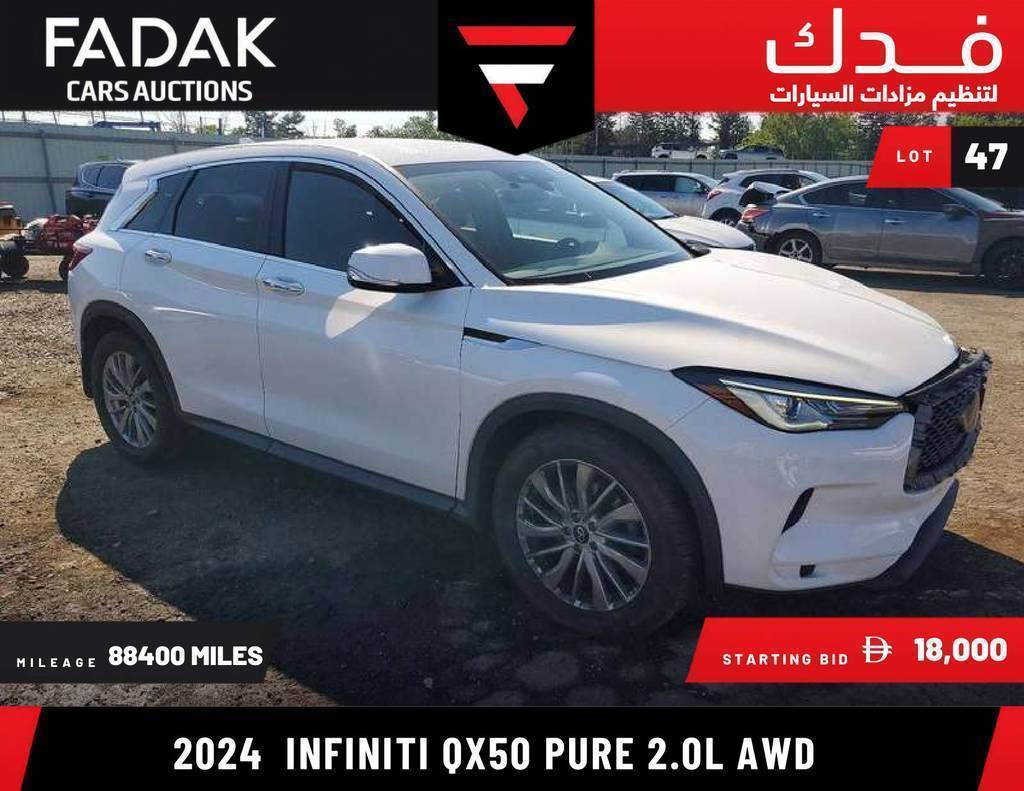 FADAK
CARS AUCTIONS
فدك
لتنظيم مزادات السيارات
LOT 47
MILEAGE 88400 MILES
STARTING BID 18,000
2024 INFINITI QX50 PURE 2.0L AWD